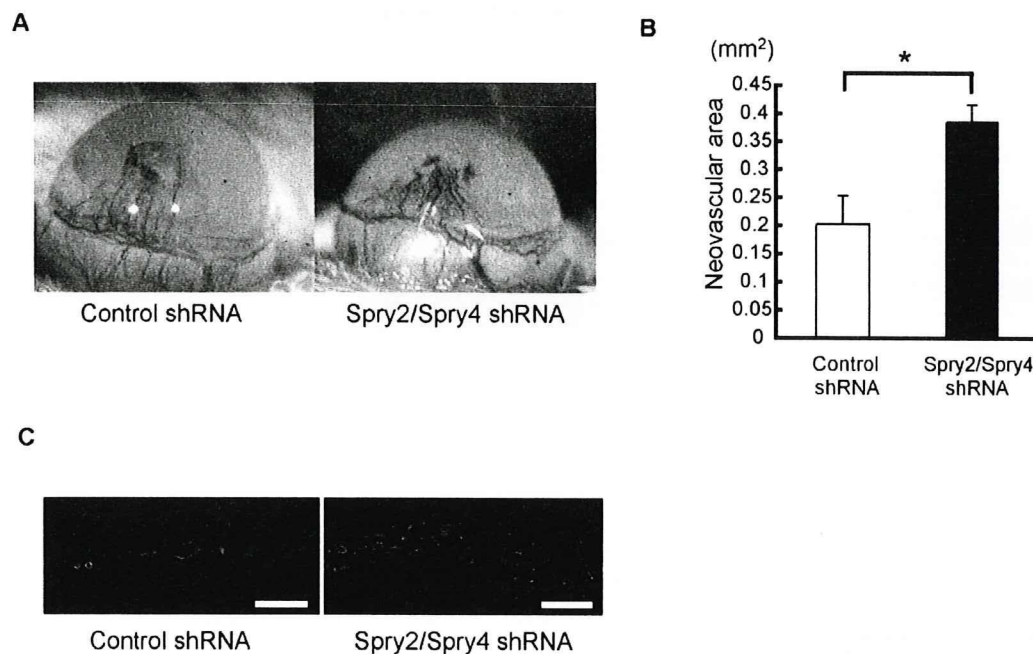 A
Control shRNA
Spry2/Spry4 shRNA
B
(mm²)
Neovascular area
0.45
0.4
0.35
0.3
0.25
0.2
0.15
0.1
0.05
0
*
Control
shRNA
Spry2/Spry4
shRNA
C
Control shRNA
Spry2/Spry4 shRNA